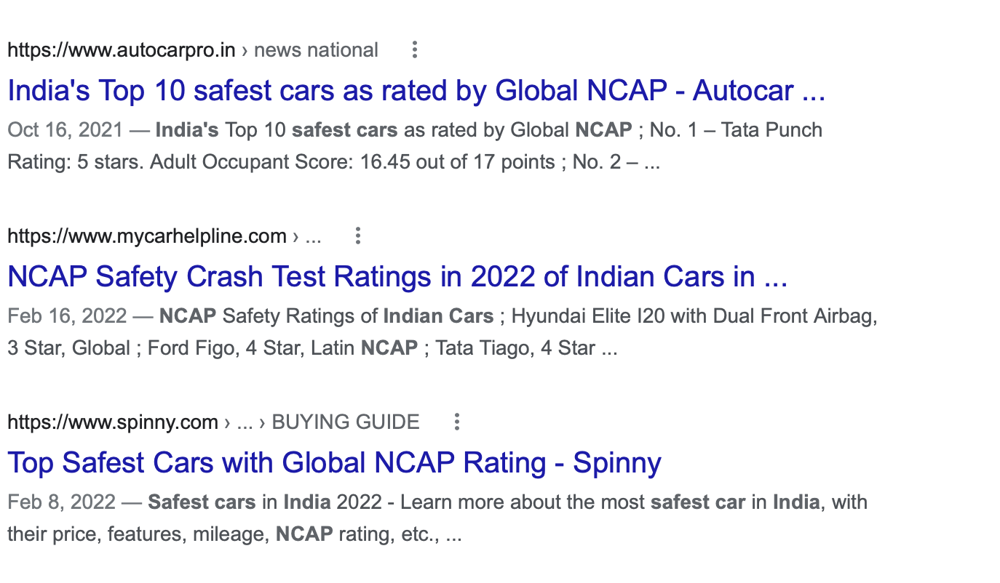 https://www.autocarpro.in › news national
India's Top 10 safest cars as rated by Global NCAP - Autocar ...
Oct 16, 2021 — India's Top 10 safest cars as rated by Global NCAP ; No. 1 – Tata Punch
Rating: 5 stars. Adult Occupant Score: 16.45 out of 17 points ; No. 2 – ...
https://www.mycarhelpline.com › ...
NCAP Safety Crash Test Ratings in 2022 of Indian Cars in ...
Feb 16, 2022 — NCAP Safety Ratings of Indian Cars ; Hyundai Elite I20 with Dual Front Airbag,
3 Star, Global ; Ford Figo, 4 Star, Latin NCAP ; Tata Tiago, 4 Star ...
https://www.spinny.com › ... › BUYING GUIDE
Top Safest Cars with Global NCAP Rating - Spinny
Feb 8, 2022 — Safest cars in India 2022 - Learn more about the most safest car in India, with
their price, features, mileage, NCAP rating, etc., ...